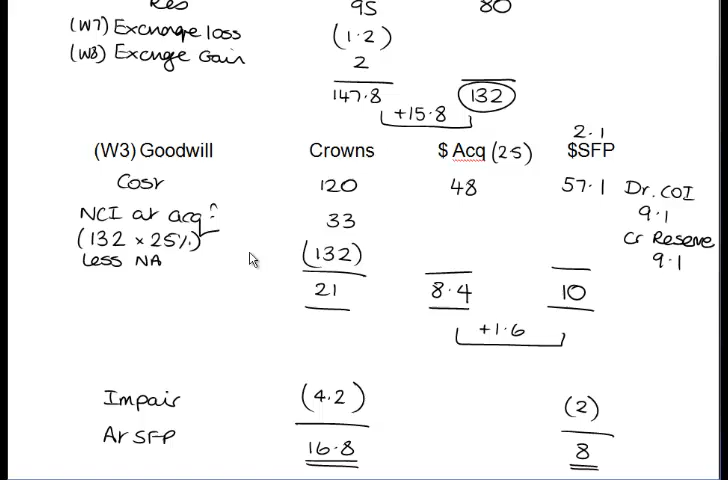 Res 95 80
(W7) Exchange loss (1.2)
(W8) Exchange Gain 2
147.8 132
+15.8
2.1
(W3) Goodwill Crowns $ Acq (2.5) $SFP
Cost 120 48 57.1 Dr. COI
9.1
NCI at acq: 33
(132 x 25%) Cr Reserve
9.1
Less NA (132)
21 8.4 10
+1.6
Impair (4.2) (2)
At SFP 16.8 8